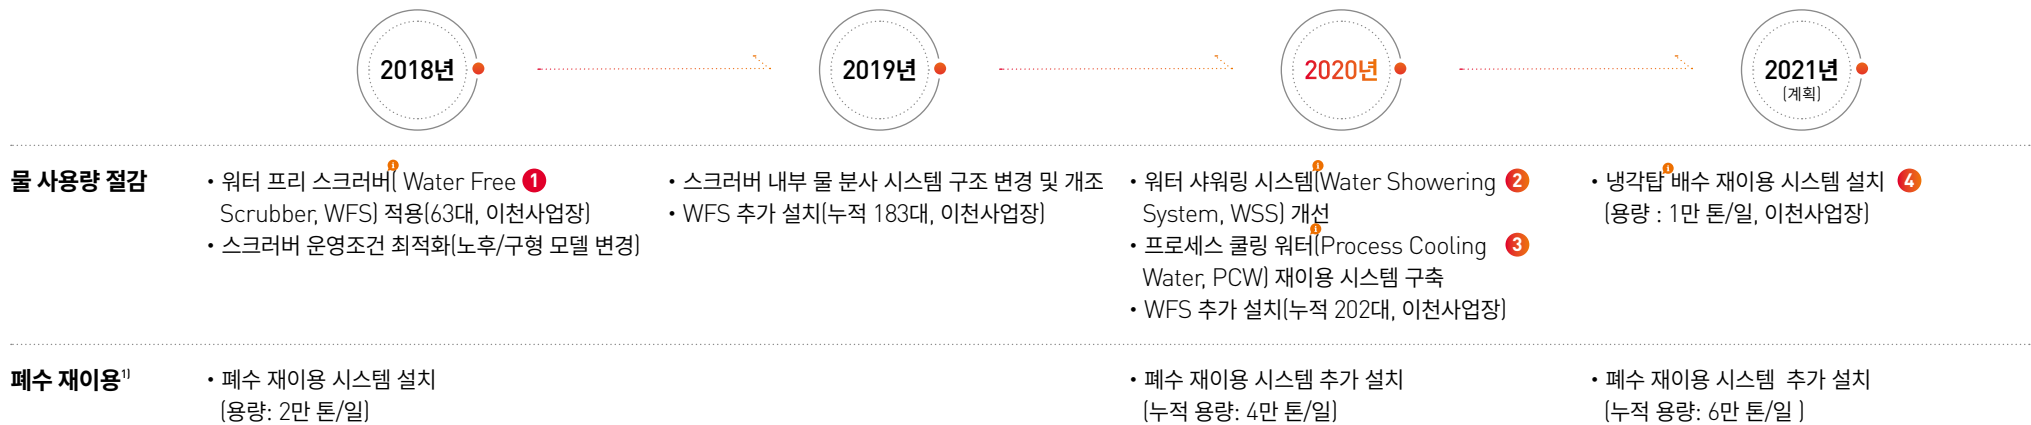 2018년
2019년
2020년
2021년
(계획)
물 사용량 절감
• 워터 프리 스크러버( Water Free 1
Scrubber, WFS) 적용(63대, 이천사업장)
• 스크러버 운영조건 최적화(노후/구형 모델 변경)
• 스크러버 내부 물 분사 시스템 구조 변경 및 개조
• WFS 추가 설치(누적 183대, 이천사업장)
• 워터 샤워링 시스템(Water Showering 2
System, WSS) 개선
• 프로세스 쿨링 워터(Process Cooling 3
Water, PCW) 재이용 시스템 구축
• WFS 추가 설치(누적 202대, 이천사업장)
• 냉각탑 배수 재이용 시스템 설치 4
(용량 : 1만 톤/일, 이천사업장)
폐수 재이용1)
• 폐수 재이용 시스템 설치
(용량: 2만 톤/일)
• 폐수 재이용 시스템 추가 설치
(누적 용량: 4만 톤/일)
• 폐수 재이용 시스템 추가 설치
(누적 용량: 6만 톤/일 )